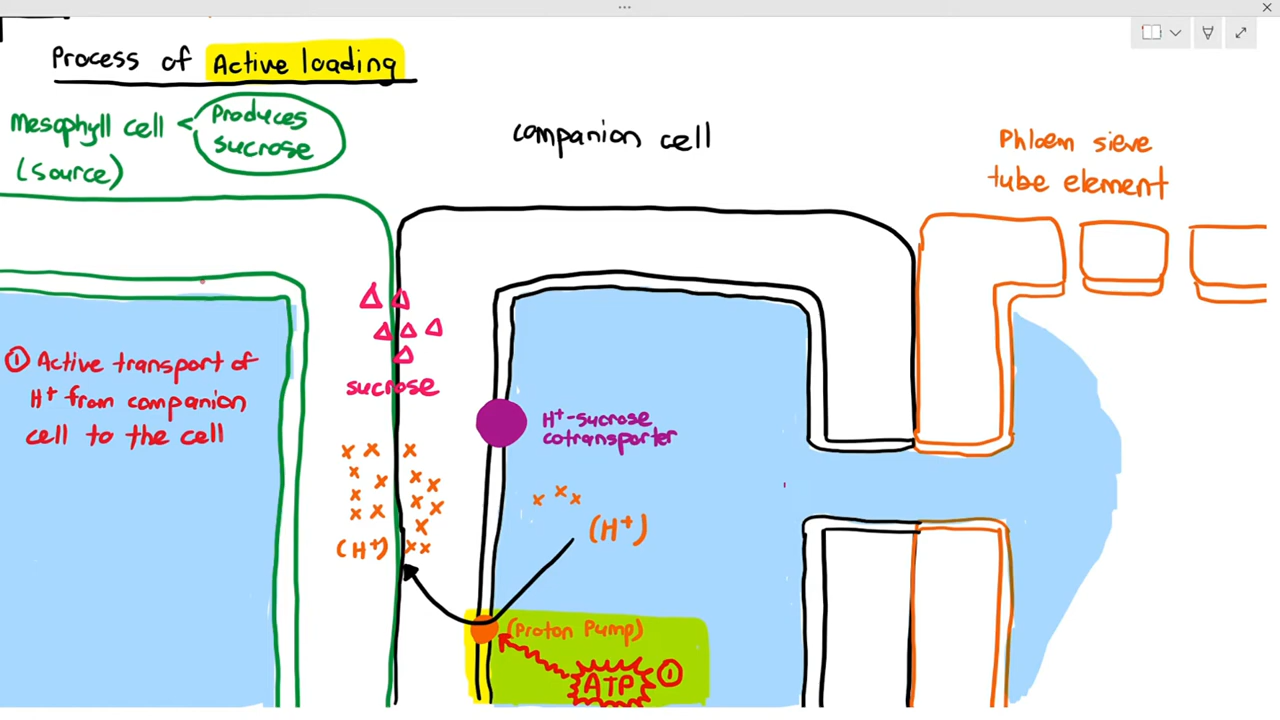 Process of Active loading
Mesophyll cell
(source)
Produces
sucrose
companion cell
Phloem sieve
tube element
① Active transport of
H⁺ from companion
cell to the cell
sucrose
H⁺-sucrose
cotransporter
(H⁺)
(H⁺)
(Proton Pump)
ATP ①